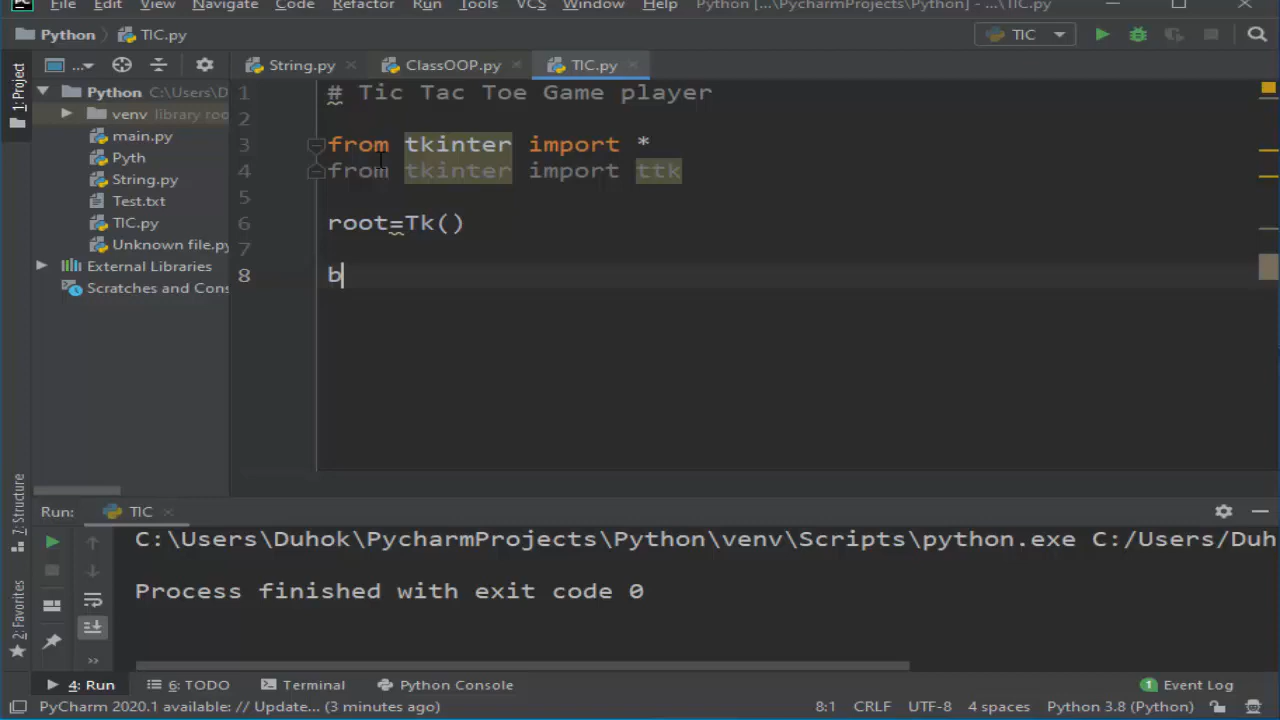 File Edit View Navigate Code Refactor Run Tools VCS Window Help Python [...\PycharmProjects\Python] - ...\TIC.py
Python TIC.py TIC
1: Project
... String.py ClassOOP.py TIC.py
Python C:\Users\D
venv library roo
main.py
Pyth
String.py
Test.txt
TIC.py
Unknown file.py
External Libraries
Scratches and Cons
1 # Tic Tac Toe Game player
2
3 from tkinter import *
4 from tkinter import ttk
5
6 root=Tk()
7
8 b
7: Structure
2: Favorites
Run: TIC
C:\Users\Duhok\PycharmProjects\Python\venv\Scripts\python.exe C:/Users/Duh
Process finished with exit code 0
4: Run 6: TODO Terminal Python Console 1 Event Log
PyCharm 2020.1 available: // Update... (3 minutes ago) 8:1 CRLF UTF-8 4 spaces Python 3.8 (Python)